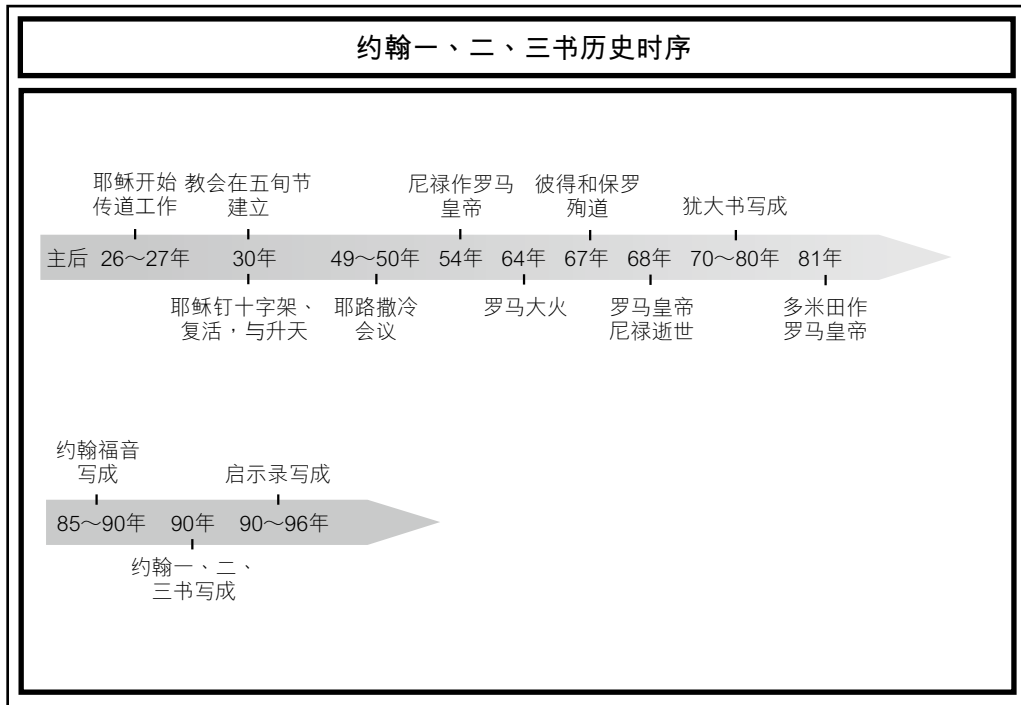 约翰一、二、三书历史时序
耶稣开始
传道工作
教会在五旬节
建立
尼禄作罗马
皇帝
彼得和保罗
殉道
犹大书写成
主后 26～27年 30年 49～50年 54年 64年 67年 68年 70～80年 81年
耶稣钉十字架、
复活，与升天
耶路撒冷
会议
罗马大火
罗马皇帝
尼禄逝世
多米田作
罗马皇帝
约翰福音
写成
启示录写成
85～90年 90年 90～96年
约翰一、二、
三书写成